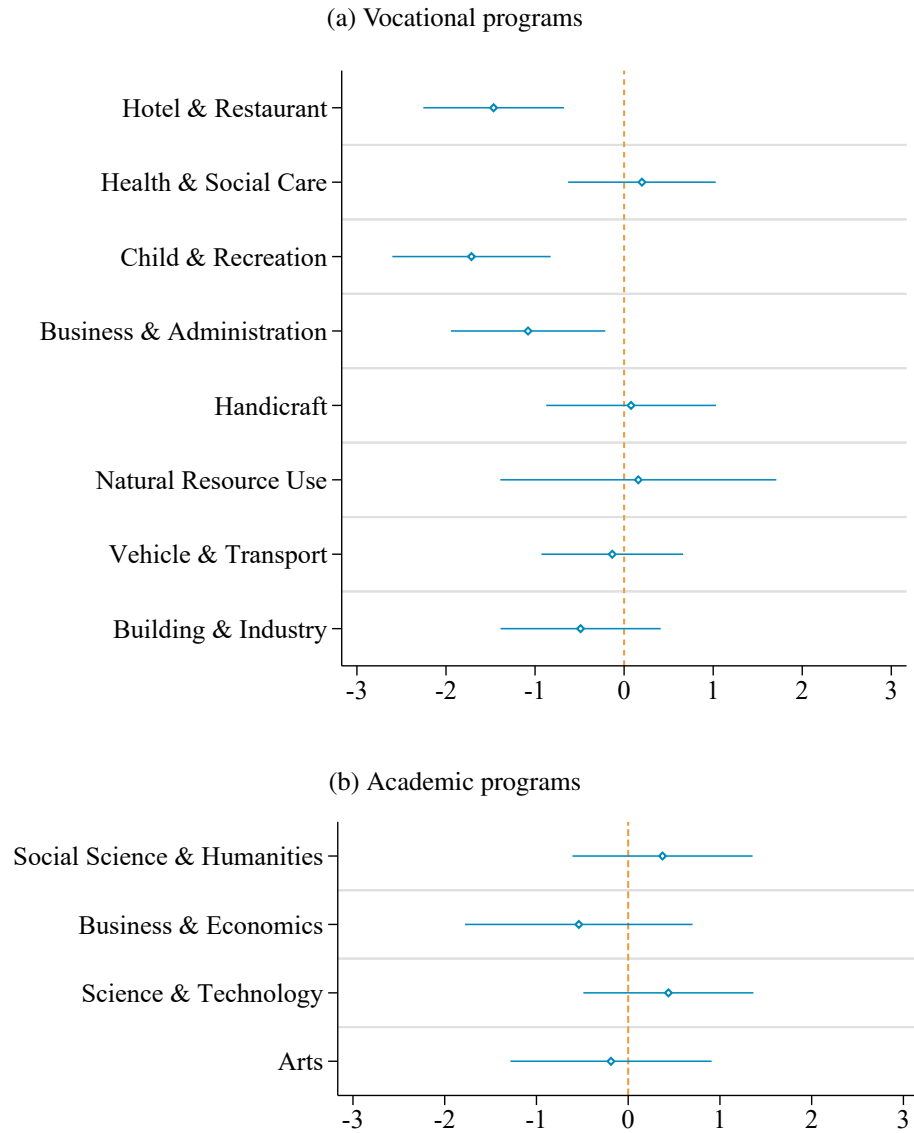 (a) Vocational programs
Hotel & Restaurant
Health & Social Care
Child & Recreation
Business & Administration
Handicraft
Natural Resource Use
Vehicle & Transport
Building & Industry
-3 -2 -1 0 1 2 3
(b) Academic programs
Social Science & Humanities
Business & Economics
Science & Technology
Arts
-3 -2 -1 0 1 2 3